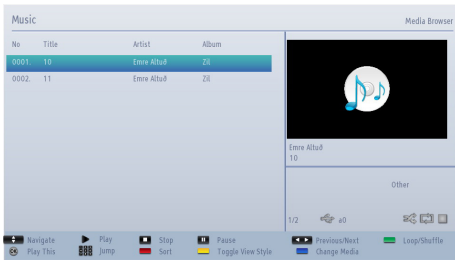 Music Media Browser
No Title Artist Album
0001. 10 Emre Altuð Zil
0002. 11 Emre Altuð Zil
Emre Altuð
10
Other
1/2 a0
Navigate Play Stop Pause Previous/Next Loop/Shuffle
OK Play This Jump Sort Toggle View Style Change Media